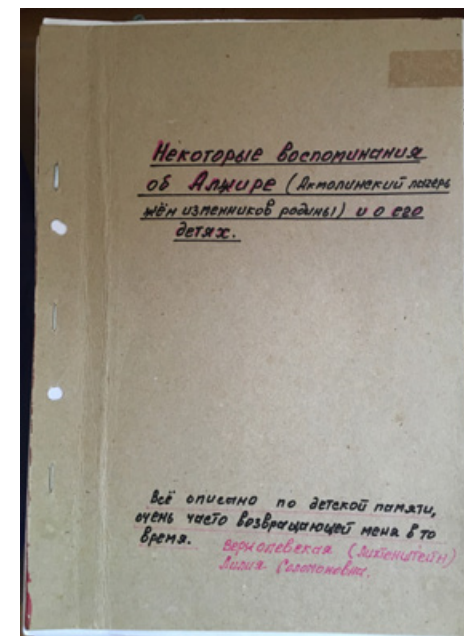 Некоторые воспоминания
об Алжире (Акмолинский лагерь
жён изменников родины) и о его
детях.
Всё описано по детской памяти,
очень часто возвращающей меня в то
время.
(Лихтенштейн)
Лидия Соломоновна.